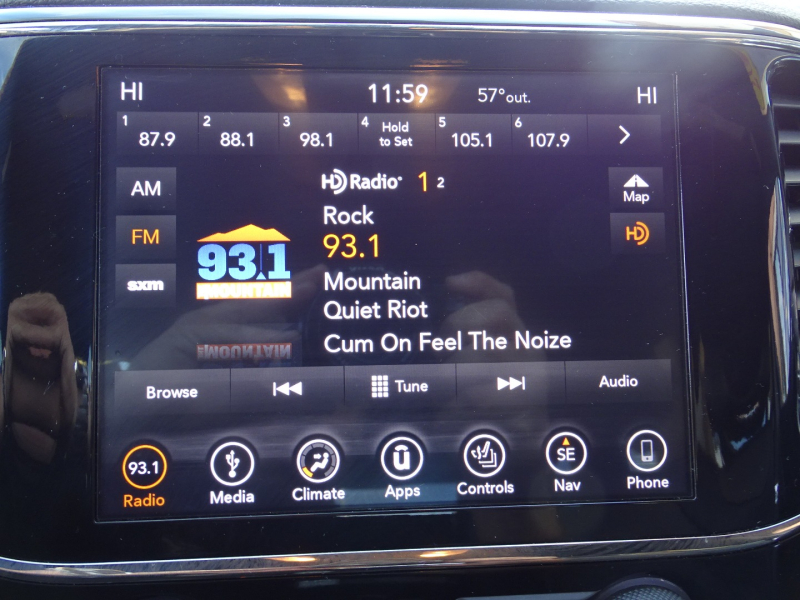 HI 11:59 57° out. HI
1 87.9 2 88.1 3 98.1 4 Hold to Set 5 105.1 6 107.9
AM
FM
sxm
HD Radio 1 2
Rock
93.1
Mountain
Quiet Riot
Cum On Feel The Noize
93.1
MOUNTAIN
Map
HD
Browse Tune Audio
93.1 SE
Radio Media Climate Apps Controls Nav Phone